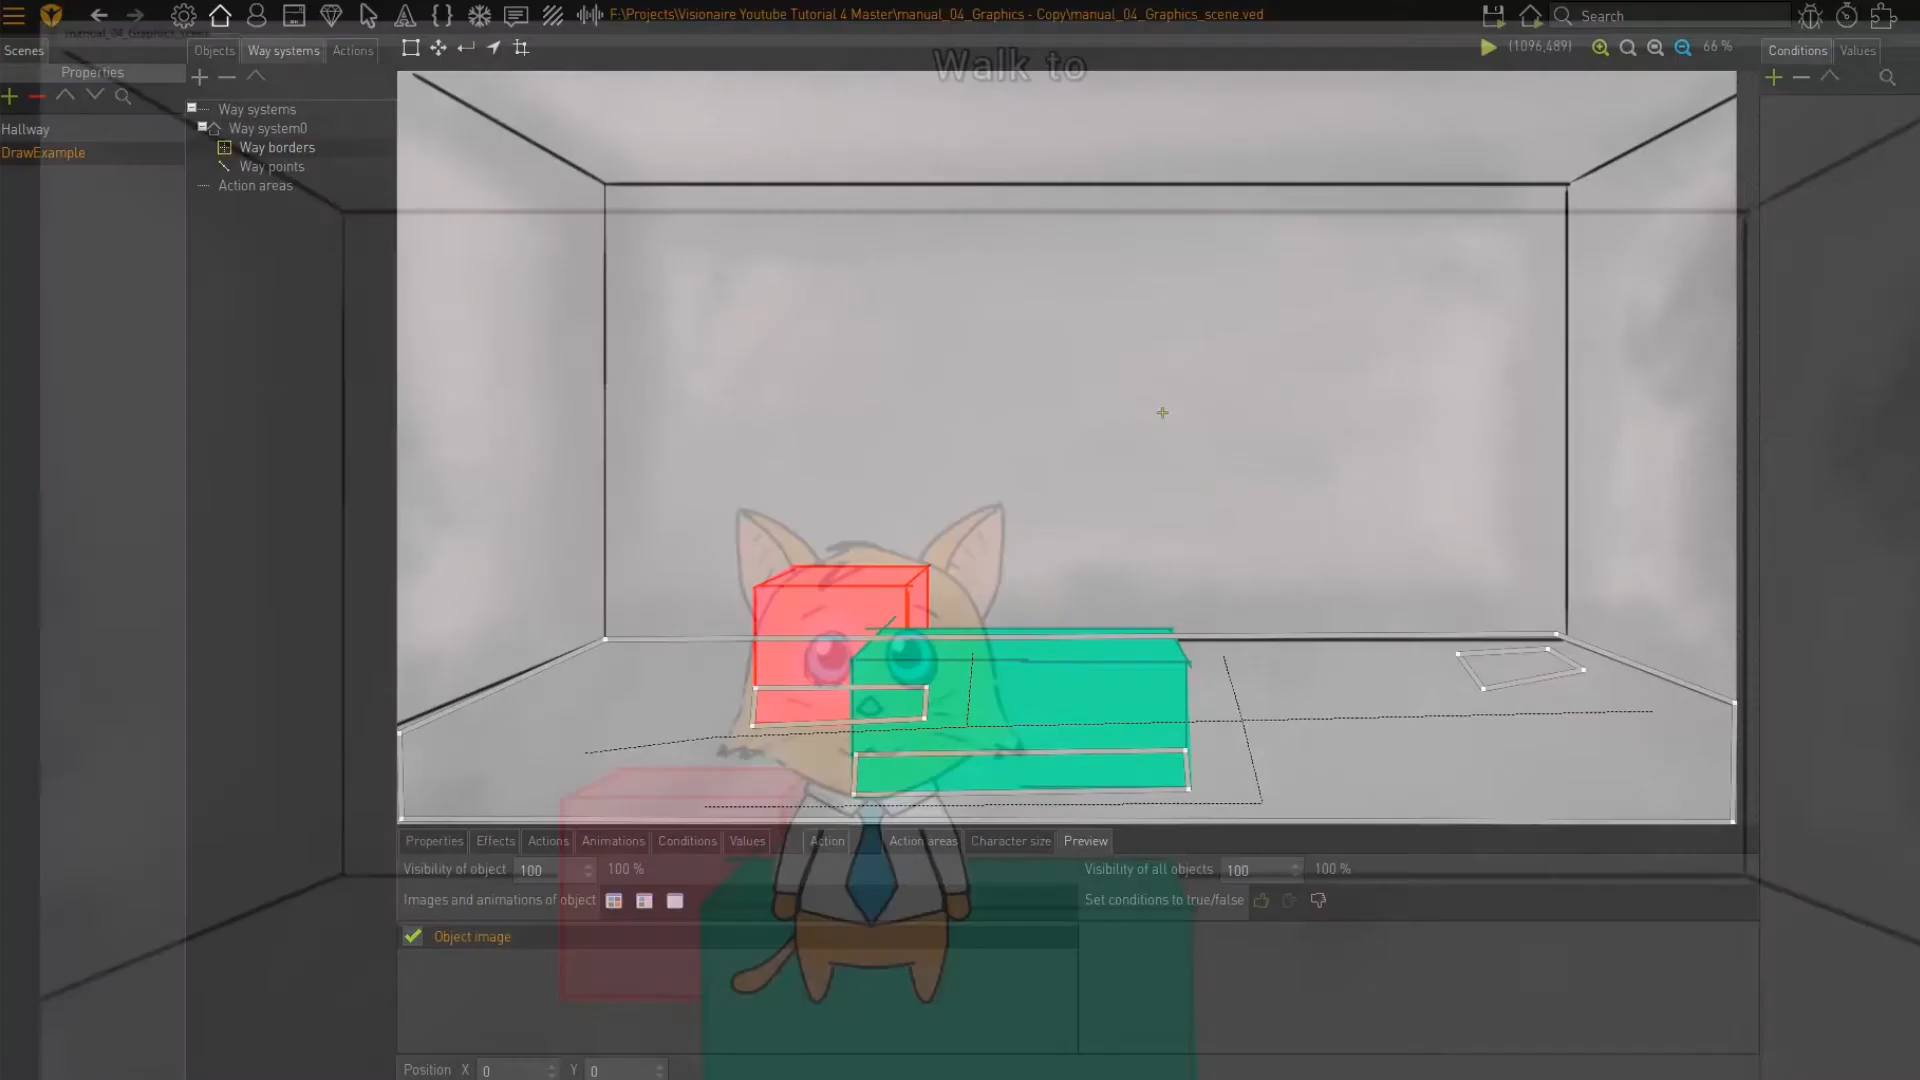 F:\Projects\Visionaire Youtube Tutorial 4 Master\manual_04_Graphics - Copy\manual_04_Graphics_scene.ved
Search
manual_04_Graphics_scene
Scenes
Objects
Way systems
Actions
(1096,489)
66 %
Conditions
Values
Walk to
Properties
Way systems
Way system0
Way borders
Way points
Action areas
Hallway
DrawExample
Properties
Effects
Actions
Animations
Conditions
Values
Action
Action areas
Character size
Preview
Visibility of object
100
100 %
Visibility of all objects
100
100 %
Images and animations of object
Set conditions to true/false
Object image
Position X 0 Y 0